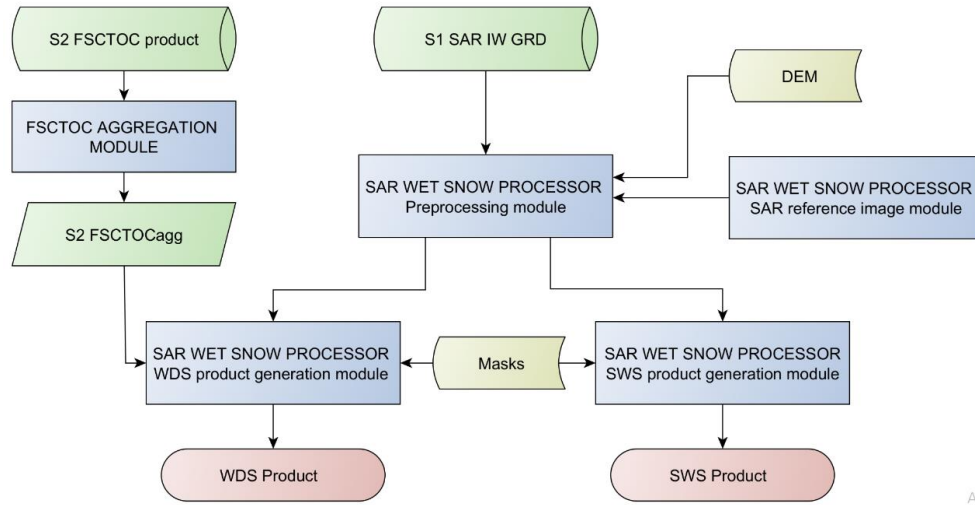 S2 FSCTOC product
S1 SAR IW GRD
DEM
FSCTOC AGGREGATION
MODULE
SAR WET SNOW PROCESSOR
Preprocessing module
SAR WET SNOW PROCESSOR
SAR reference image module
S2 FSCTOCagg
SAR WET SNOW PROCESSOR
WDS product generation module
Masks
SAR WET SNOW PROCESSOR
SWS product generation module
WDS Product
SWS Product
A